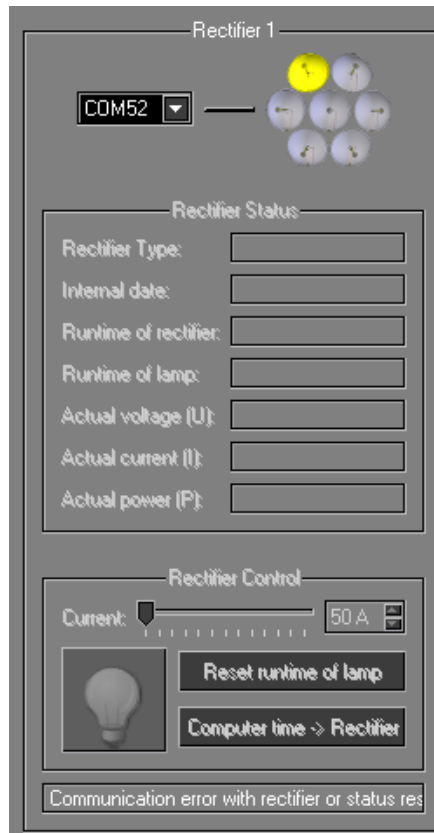 Rectifier 1
COM52
Rectifier Status
Rectifier Type:
Internal date:
Runtime of rectifier:
Runtime of lamp:
Actual voltage (U):
Actual current (I):
Actual power (P):
Rectifier Control
Current: 50 A
Reset runtime of lamp
Computer time -> Rectifier
Communication error with rectifier or status res